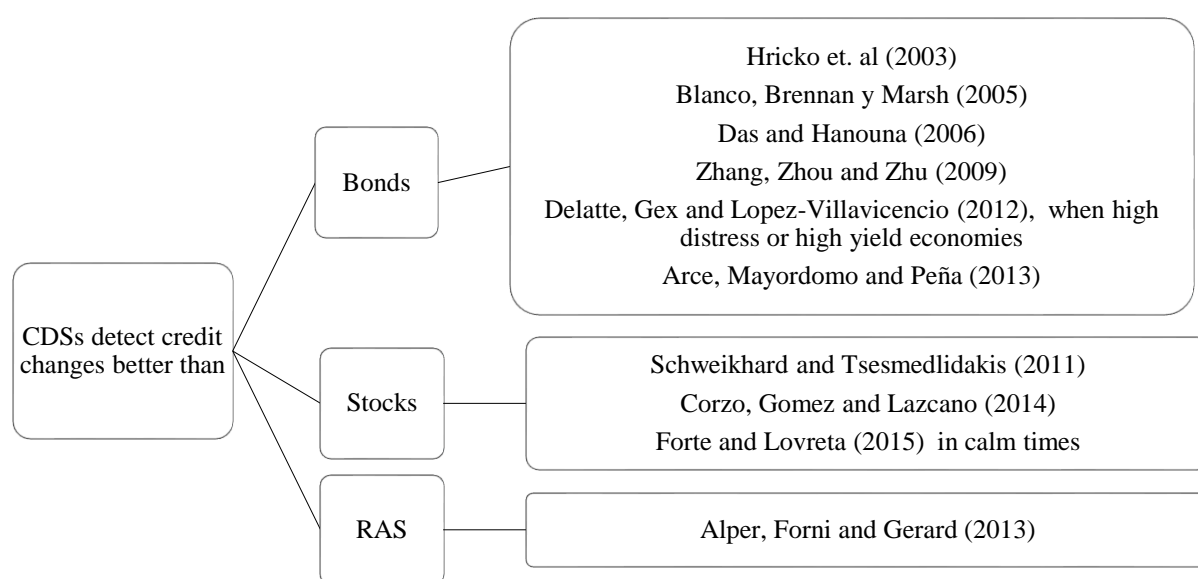 CDSs detect credit
changes better than
Bonds
Hricko et. al (2003)
Blanco, Brennan y Marsh (2005)
Das and Hanouna (2006)
Zhang, Zhou and Zhu (2009)
Delatte, Gex and Lopez-Villavicencio (2012), when high
distress or high yield economies
Arce, Mayordomo and Peña (2013)
Stocks
Schweikhard and Tsesmedlidakis (2011)
Corzo, Gomez and Lazcano (2014)
Forte and Lovreta (2015) in calm times
RAS
Alper, Forni and Gerard (2013)